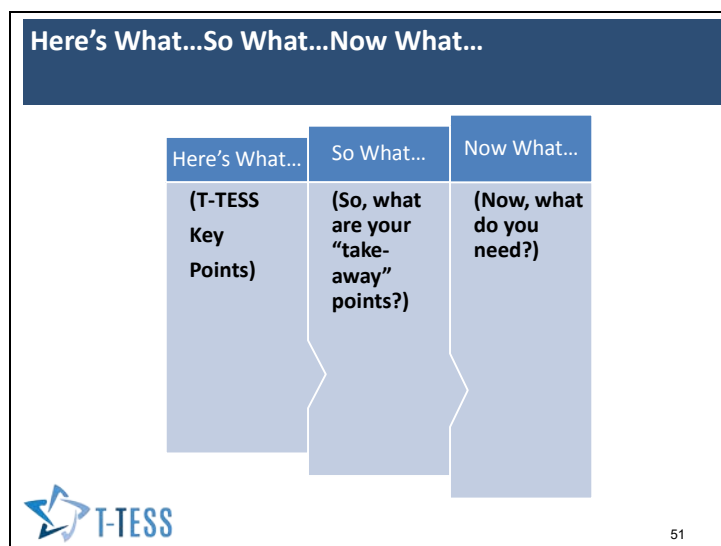 Here’s What…So What…Now What…
Here’s What…
(T-TESS
Key
Points)
So What…
(So, what
are your
“take-
away”
points?)
Now What…
(Now, what
do you
need?)
T-TESS
51